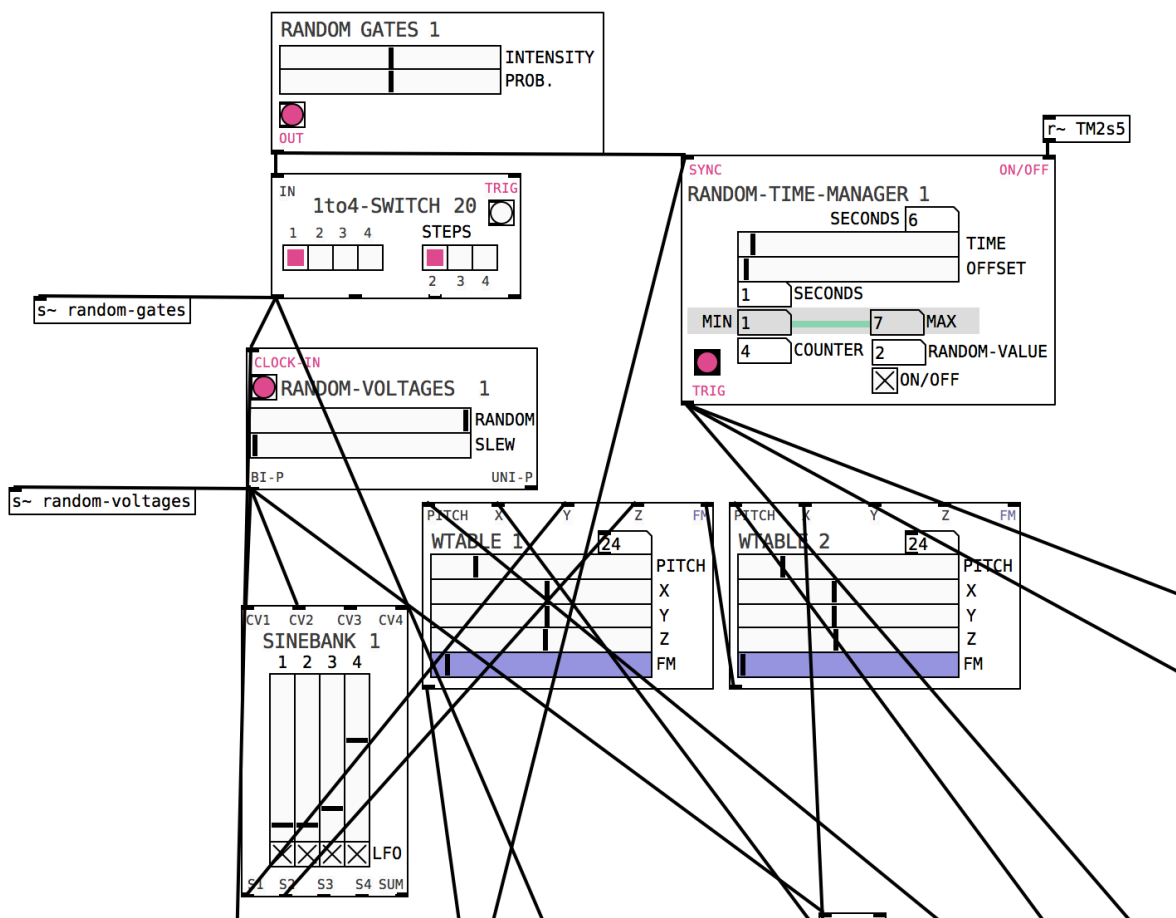 RANDOM GATES 1
INTENSITY
PROB.
OUT
r~ TM2s5
IN
TRIG
1to4-SWITCH 20
1 2 3 4
STEPS
2 3 4
SYNC
ON/OFF
RANDOM-TIME-MANAGER 1
SECONDS 6
TIME
OFFSET
1 SECONDS
MIN 1 7 MAX
4 COUNTER 2 RANDOM-VALUE
ON/OFF
TRIG
s~ random-gates
CLOCK-IN
RANDOM-VOLTAGES 1
RANDOM
SLEW
BI-P UNI-P
s~ random-voltages
PITCH X Y Z FM
WTABLE 1 24
PITCH
X
Y
Z
FM
PITCH X Y Z FM
WTABLE 2 24
PITCH
X
Y
Z
FM
CV1 CV2 CV3 CV4
SINEBANK 1
1 2 3 4
LFO
S1 S2 S3 S4 SUM